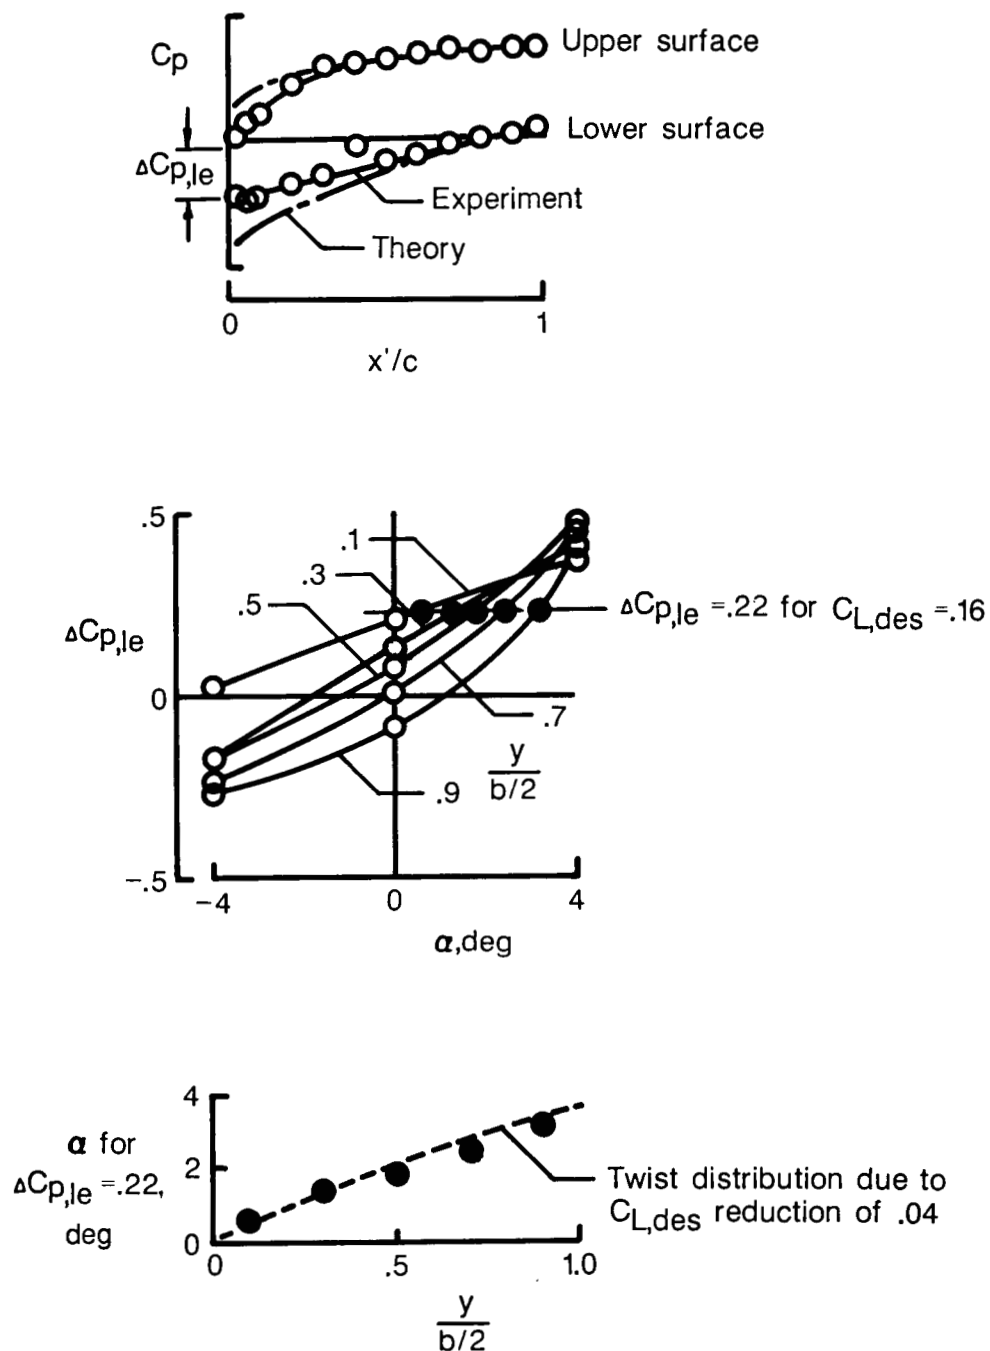 Cp
Upper surface
Lower surface
ΔCp,le
Experiment
Theory
0 1
x'/c
.5
.1
.3
.5
ΔCp,le =.22 for CL,des =.16
ΔCp,le
0
.7
y
b/2
.9
-.5
-4 0 4
α,deg
4
α for
2
ΔCp,le =.22,
deg
Twist distribution due to
CL,des reduction of .04
0
0 .5 1.0
y
b/2